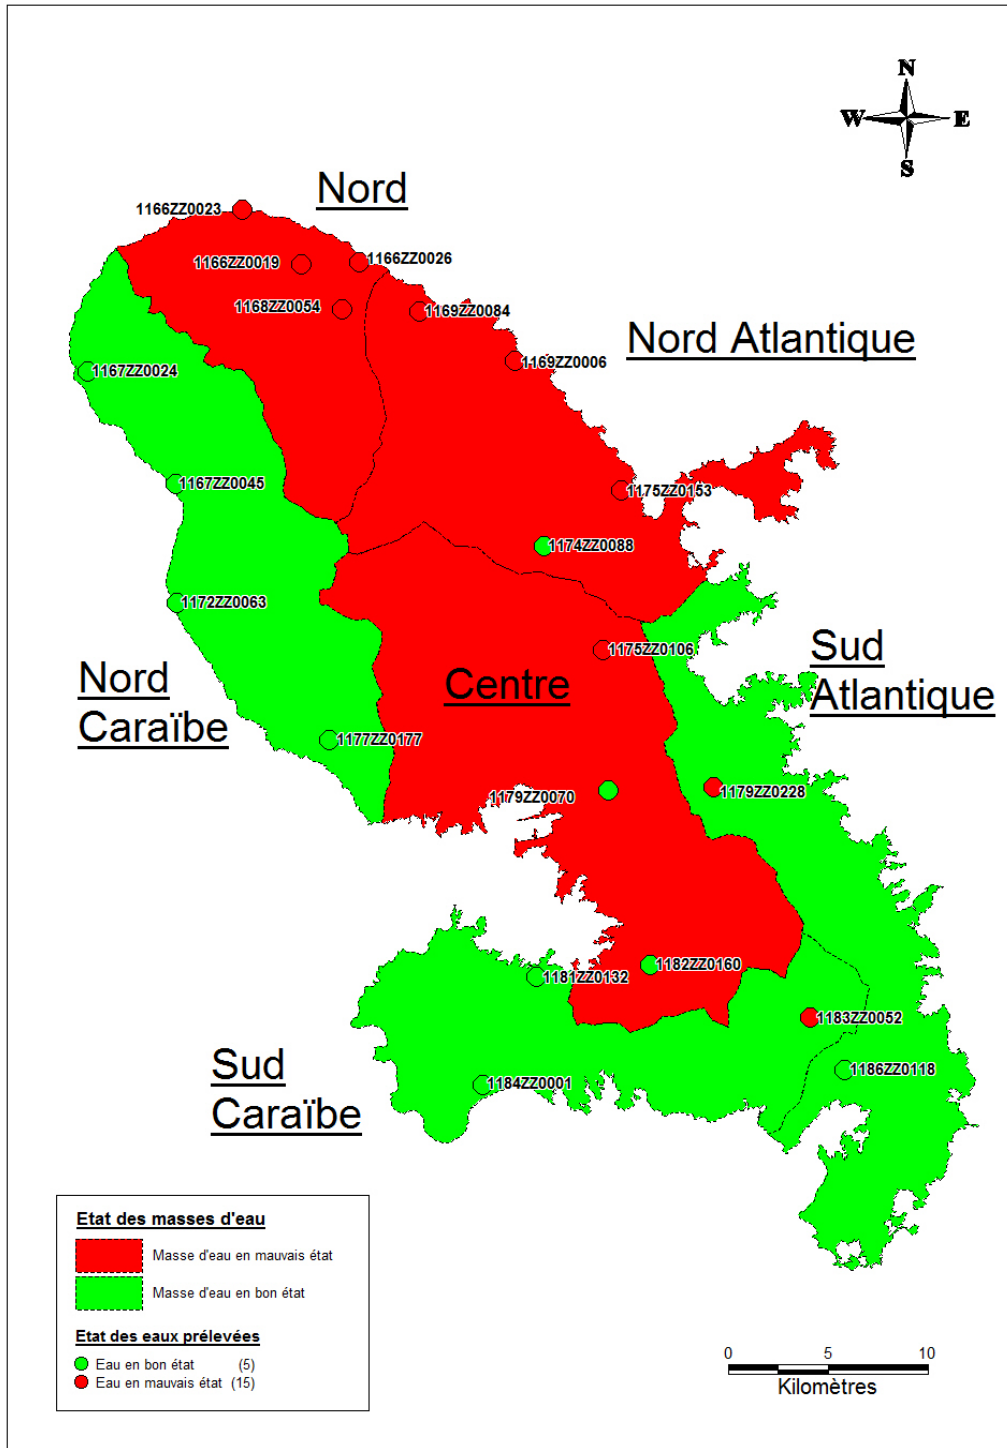 N
W E
S
Nord
1166ZZ0023
1166ZZ0019
1166ZZ0026
1168ZZ0054
1169ZZ0084
Nord Atlantique
1169ZZ0006
1167ZZ0024
1167ZZ0045
1175ZZ0153
1174ZZ0088
1172ZZ0063
1175ZZ0106
Sud
Atlantique
Nord
Caraïbe
Centre
1177ZZ0177
1179ZZ0070
1179ZZ0228
1181ZZ0132
1182ZZ0160
1183ZZ0052
1186ZZ0118
1184ZZ0001
Sud
Caraïbe
Etat des masses d'eau
Masse d'eau en mauvais état
Masse d'eau en bon état
Etat des eaux prélevées
Eau en bon état (5)
Eau en mauvais état (15)
0 5 10
Kilomètres